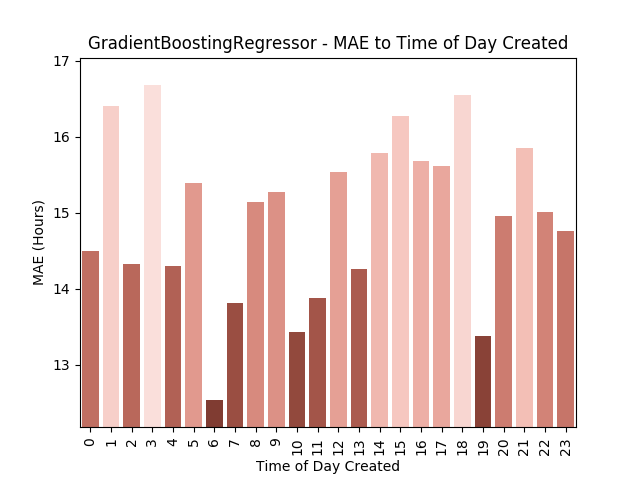 GradientBoostingRegressor - MAE to Time of Day Created
17
16
15
14
13
MAE (Hours)
0 1 2 3 4 5 6 7 8 9 10 11 12 13 14 15 16 17 18 19 20 21 22 23
Time of Day Created